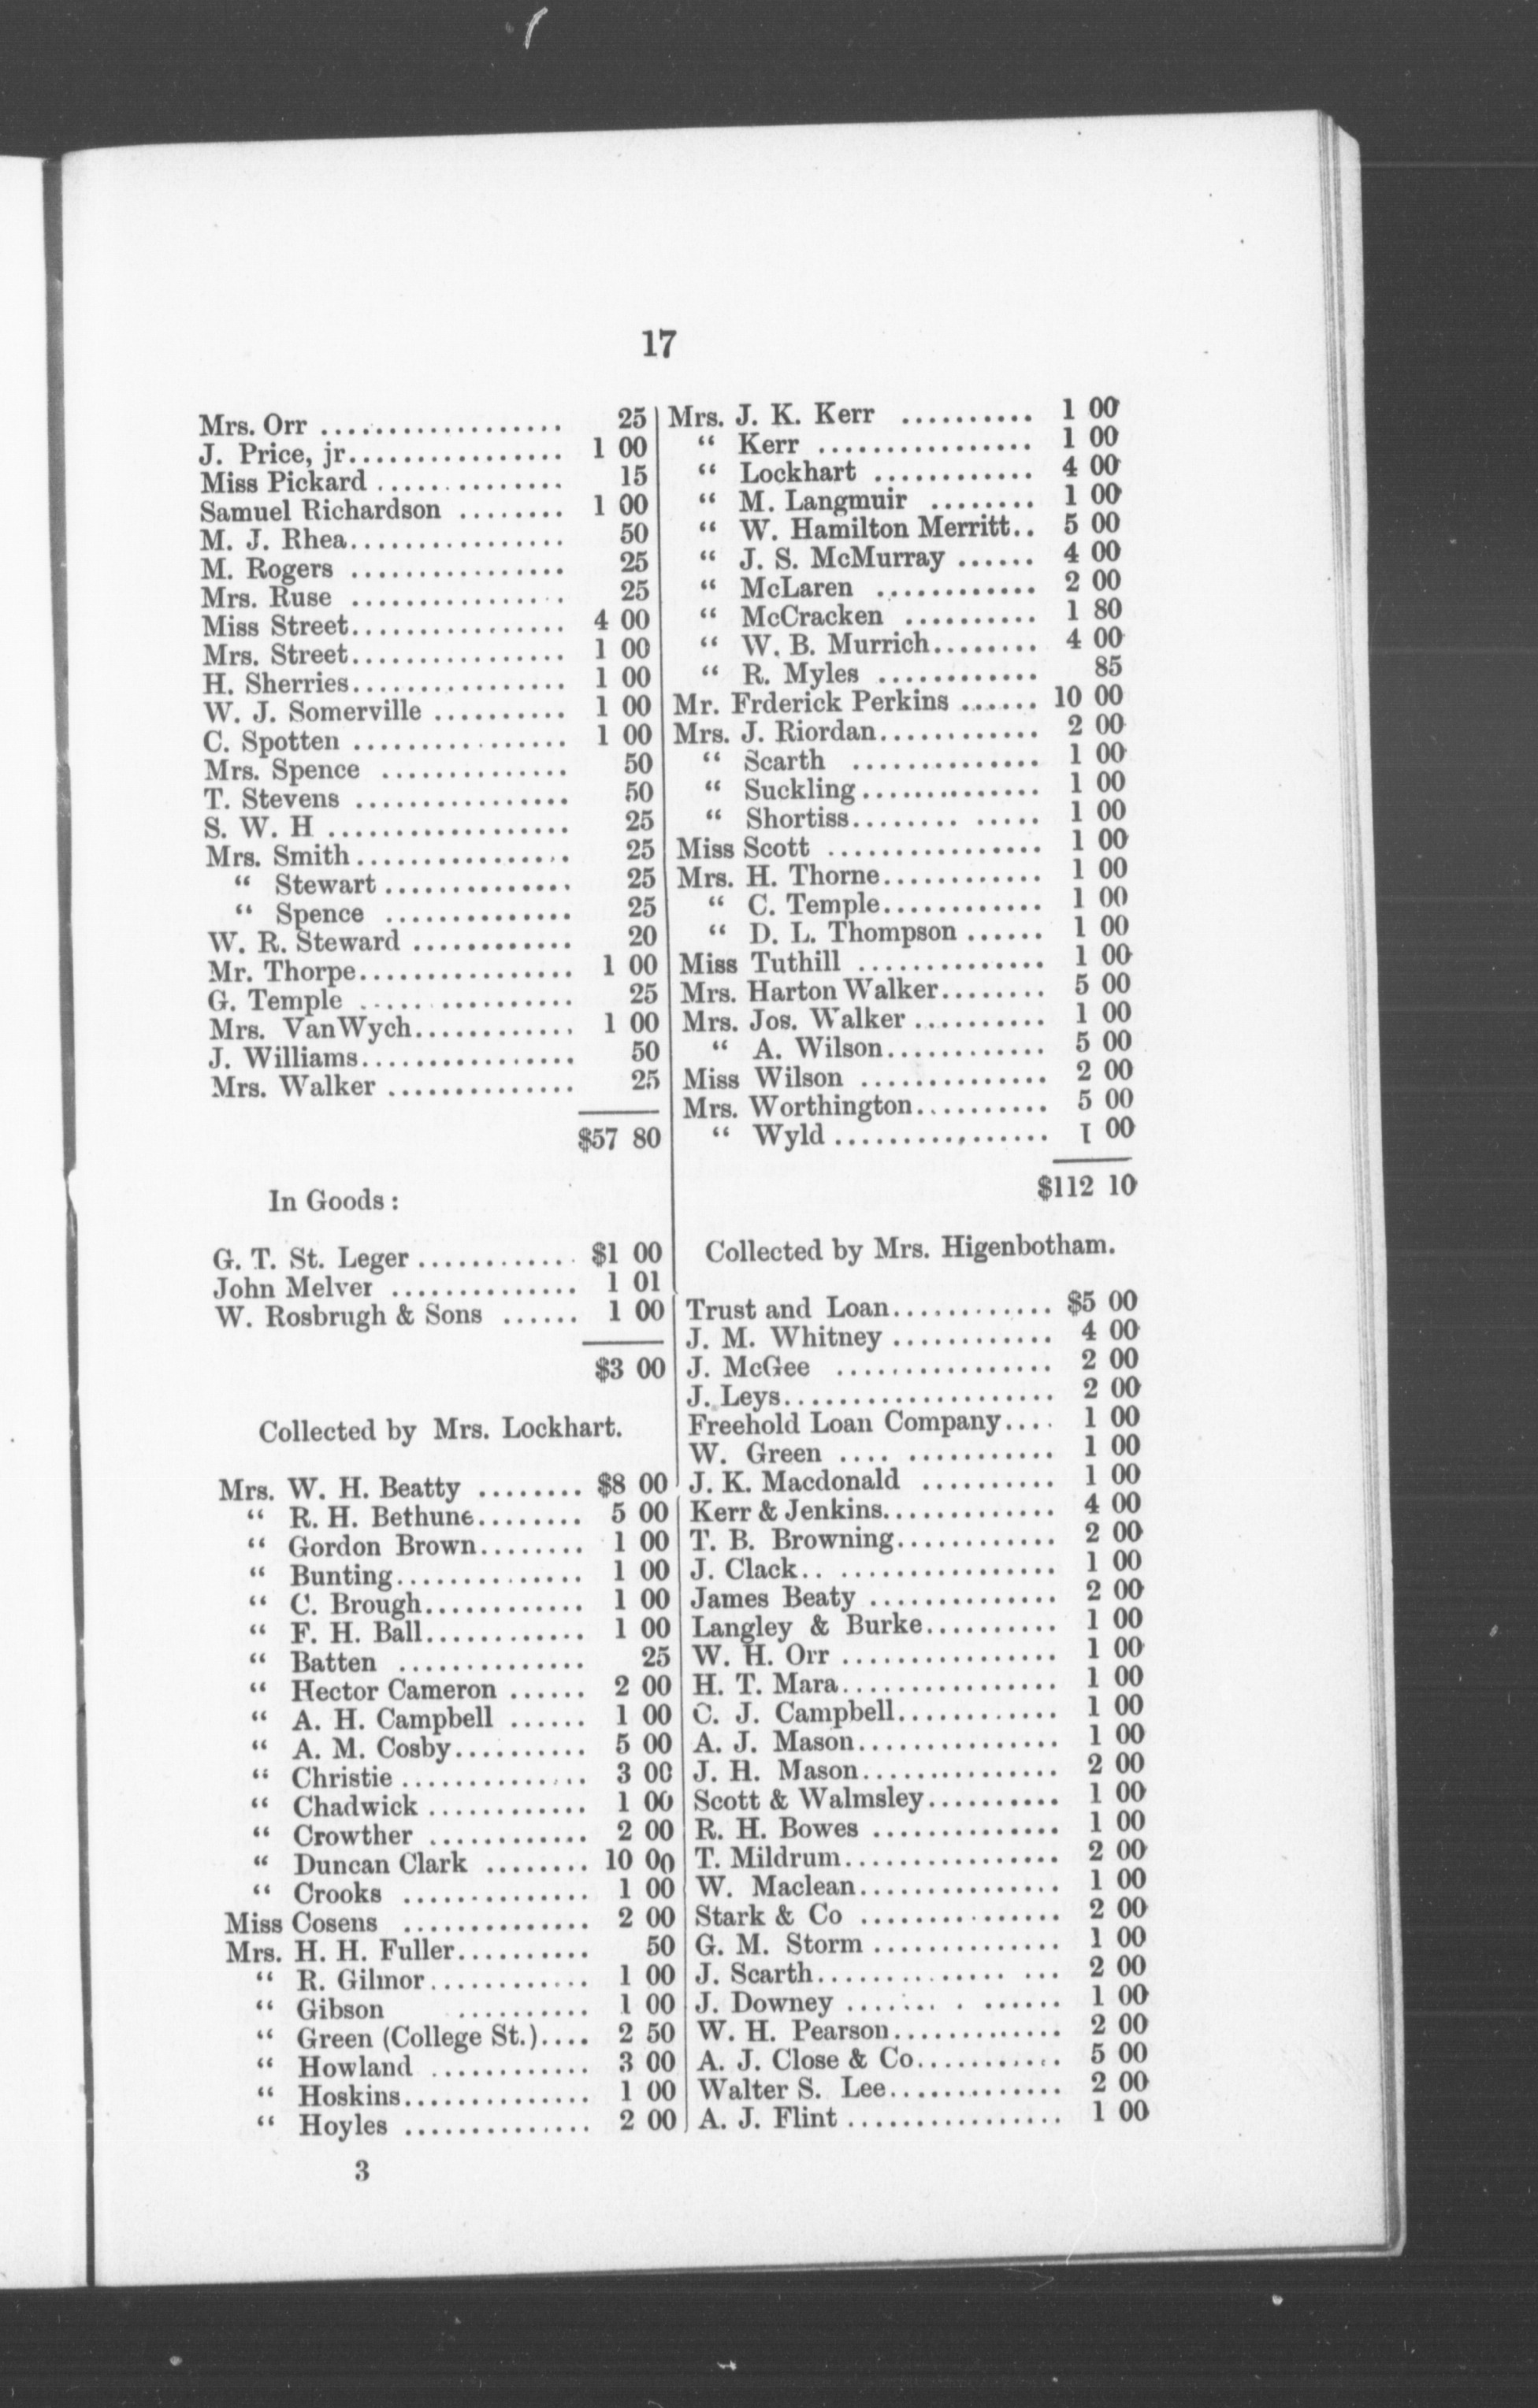 17
Mrs. Orr .................. 25
J. Price, jr................ 1 00
Miss Pickard .............. 15
Samuel Richardson ........ 1 00
M. J. Rhea................ 50
M. Rogers ................ 25
Mrs. Ruse ................ 25
Miss Street................ 4 00
Mrs. Street................ 1 00
H. Sherries................ 1 00
W. J. Somerville .......... 1 00
C. Spotten ................ 1 00
Mrs. Spence .............. 50
T. Stevens ................ 50
S. W. H .................. 25
Mrs. Smith................ 25
“ Stewart .............. 25
“ Spence .............. 25
W. R. Steward ............ 20
Mr. Thorpe................ 1 00
G. Temple ................ 25
Mrs. VanWych............ 1 00
J. Williams................ 50
Mrs. Walker .............. 25
$57 80
In Goods :
G. T. St. Leger ............ $1 00
John Melver .............. 1 01
W. Rosbrugh & Sons ...... 1 00
$3 00
Collected by Mrs. Lockhart.
Mrs. W. H. Beatty ........ $8 00
“ R. H. Bethune........ 5 00
“ Gordon Brown........ 1 00
“ Bunting.............. 1 00
“ C. Brough............ 1 00
“ F. H. Ball............ 1 00
“ Batten .............. 25
“ Hector Cameron ...... 2 00
“ A. H. Campbell ...... 1 00
“ A. M. Cosby.......... 5 00
“ Christie .............. 3 00
“ Chadwick ............ 1 00
“ Crowther ............ 2 00
“ Duncan Clark ........ 10 00
“ Crooks .............. 1 00
Miss Cosens .............. 2 00
Mrs. H. H. Fuller.......... 50
“ R. Gilmor............ 1 00
“ Gibson .......... 1 00
“ Green (College St.).... 2 50
“ Howland ............ 3 00
“ Hoskins.............. 1 00
“ Hoyles .............. 2 00
3
Mrs. J. K. Kerr .......... 1 00
“ Kerr ................ 1 00
“ Lockhart ............ 4 00
“ M. Langmuir ........ 1 00
“ W. Hamilton Merritt.. 5 00
“ J. S. McMurray ...... 4 00
“ McLaren ............ 2 00
“ McCracken .......... 1 80
“ W. B. Murrich........ 4 00
“ R. Myles ............ 85
Mr. Frderick Perkins ...... 10 00
Mrs. J. Riordan............ 2 00
“ Scarth .............. 1 00
“ Suckling.............. 1 00
“ Shortiss........ ..... 1 00
Miss Scott ................ 1 00
Mrs. H. Thorne............ 1 00
“ C. Temple............ 1 00
“ D. L. Thompson ...... 1 00
Miss Tuthill .............. 1 00
Mrs. Harton Walker........ 5 00
Mrs. Jos. Walker .......... 1 00
“ A. Wilson............ 5 00
Miss Wilson .............. 2 00
Mrs. Worthington.......... 5 00
“ Wyld ................ 1 00
$112 10
Collected by Mrs. Higenbotham.
Trust and Loan............ $5 00
J. M. Whitney ............ 4 00
J. McGee ................ 2 00
J. Leys...................... 2 00
Freehold Loan Company.... 1 00
W. Green .... ........... 1 00
J. K. Macdonald .......... 1 00
Kerr & Jenkins............. 4 00
T. B. Browning............ 2 00
J. Clack.. ................ 1 00
James Beaty .............. 2 00
Langley & Burke.......... 1 00
W. H. Orr ................ 1 00
H. T. Mara................ 1 00
C. J. Campbell............ 1 00
A. J. Mason............... 1 00
J. H. Mason............... 2 00
Scott & Walmsley.......... 1 00
R. H. Bowes .............. 1 00
T. Mildrum................ 2 00
W. Maclean............... 1 00
Stark & Co ............... 2 00
G. M. Storm .............. 1 00
J. Scarth.............. ... 2 00
J. Downey ....... . ...... 1 00
W. H. Pearson............. 2 00
A. J. Close & Co........... 5 00
Walter S. Lee............. 2 00
A. J. Flint ................ 1 00